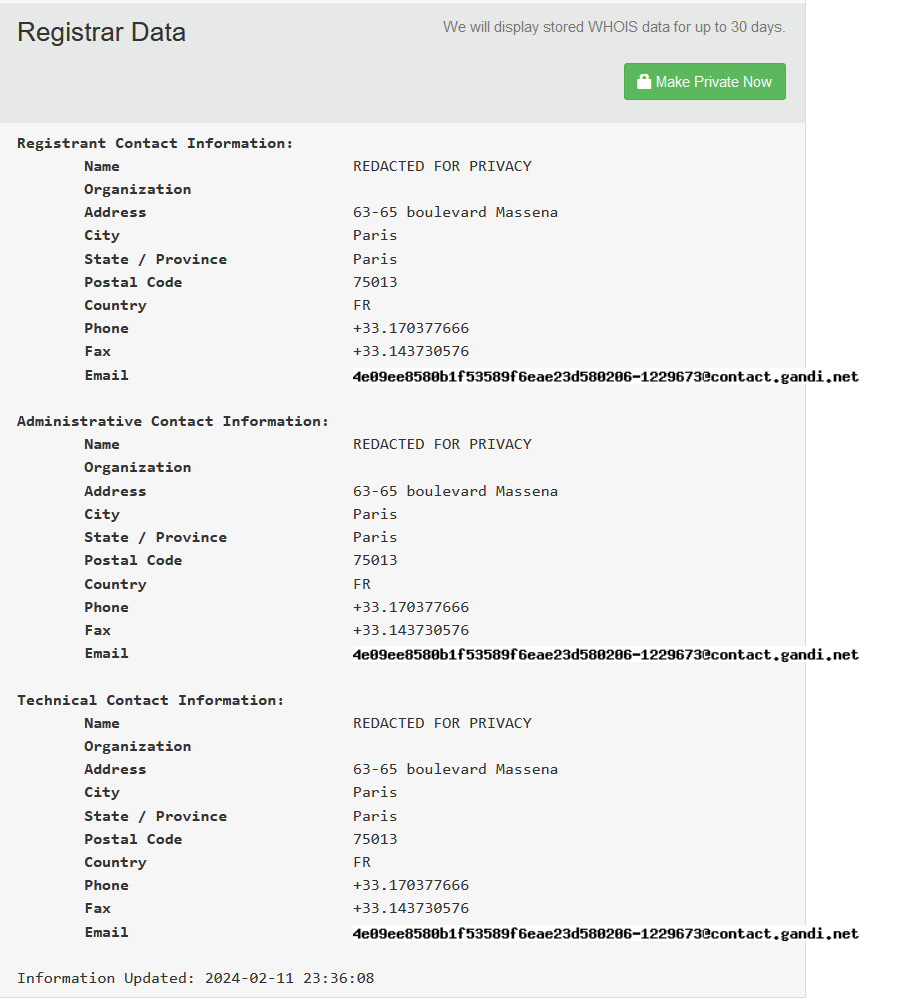 Registrar Data
We will display stored WHOIS data for up to 30 days.
Make Private Now
Registrant Contact Information:
Name REDACTED FOR PRIVACY
Organization
Address 63-65 boulevard Massena
City Paris
State / Province Paris
Postal Code 75013
Country FR
Phone +33.170377666
Fax +33.143730576
Email 4e09ee8580b1f53589f6eae23d580206-1229673@contact.gandi.net
Administrative Contact Information:
Name REDACTED FOR PRIVACY
Organization
Address 63-65 boulevard Massena
City Paris
State / Province Paris
Postal Code 75013
Country FR
Phone +33.170377666
Fax +33.143730576
Email 4e09ee8580b1f53589f6eae23d580206-1229673@contact.gandi.net
Technical Contact Information:
Name REDACTED FOR PRIVACY
Organization
Address 63-65 boulevard Massena
City Paris
State / Province Paris
Postal Code 75013
Country FR
Phone +33.170377666
Fax +33.143730576
Email 4e09ee8580b1f53589f6eae23d580206-1229673@contact.gandi.net
Information Updated: 2024-02-11 23:36:08